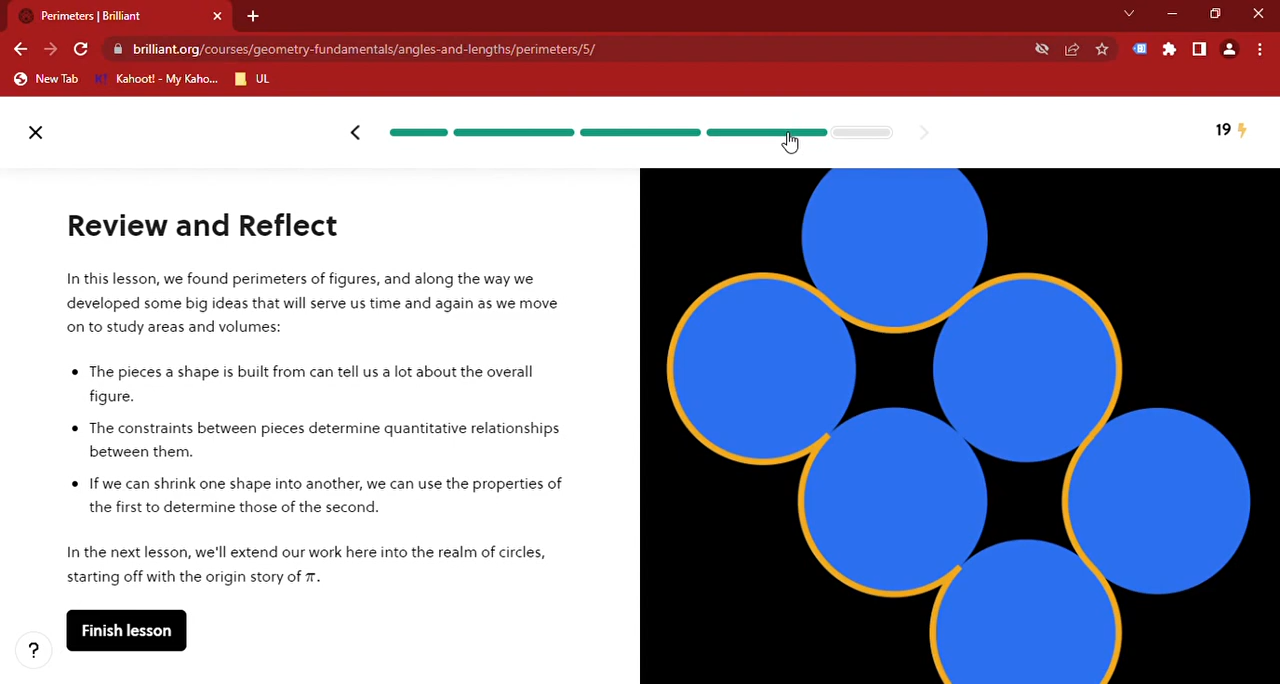 Perimeters | Brilliant
brilliant.org/courses/geometry-fundamentals/angles-and-lengths/perimeters/5/
New Tab
K! Kahoot! - My Kaho...
UL
19
Review and Reflect
In this lesson, we found perimeters of figures, and along the way we
developed some big ideas that will serve us time and again as we move
on to study areas and volumes:
• The pieces a shape is built from can tell us a lot about the overall
figure.
• The constraints between pieces determine quantitative relationships
between them.
• If we can shrink one shape into another, we can use the properties of
the first to determine those of the second.
In the next lesson, we'll extend our work here into the realm of circles,
starting off with the origin story of π.
Finish lesson
?